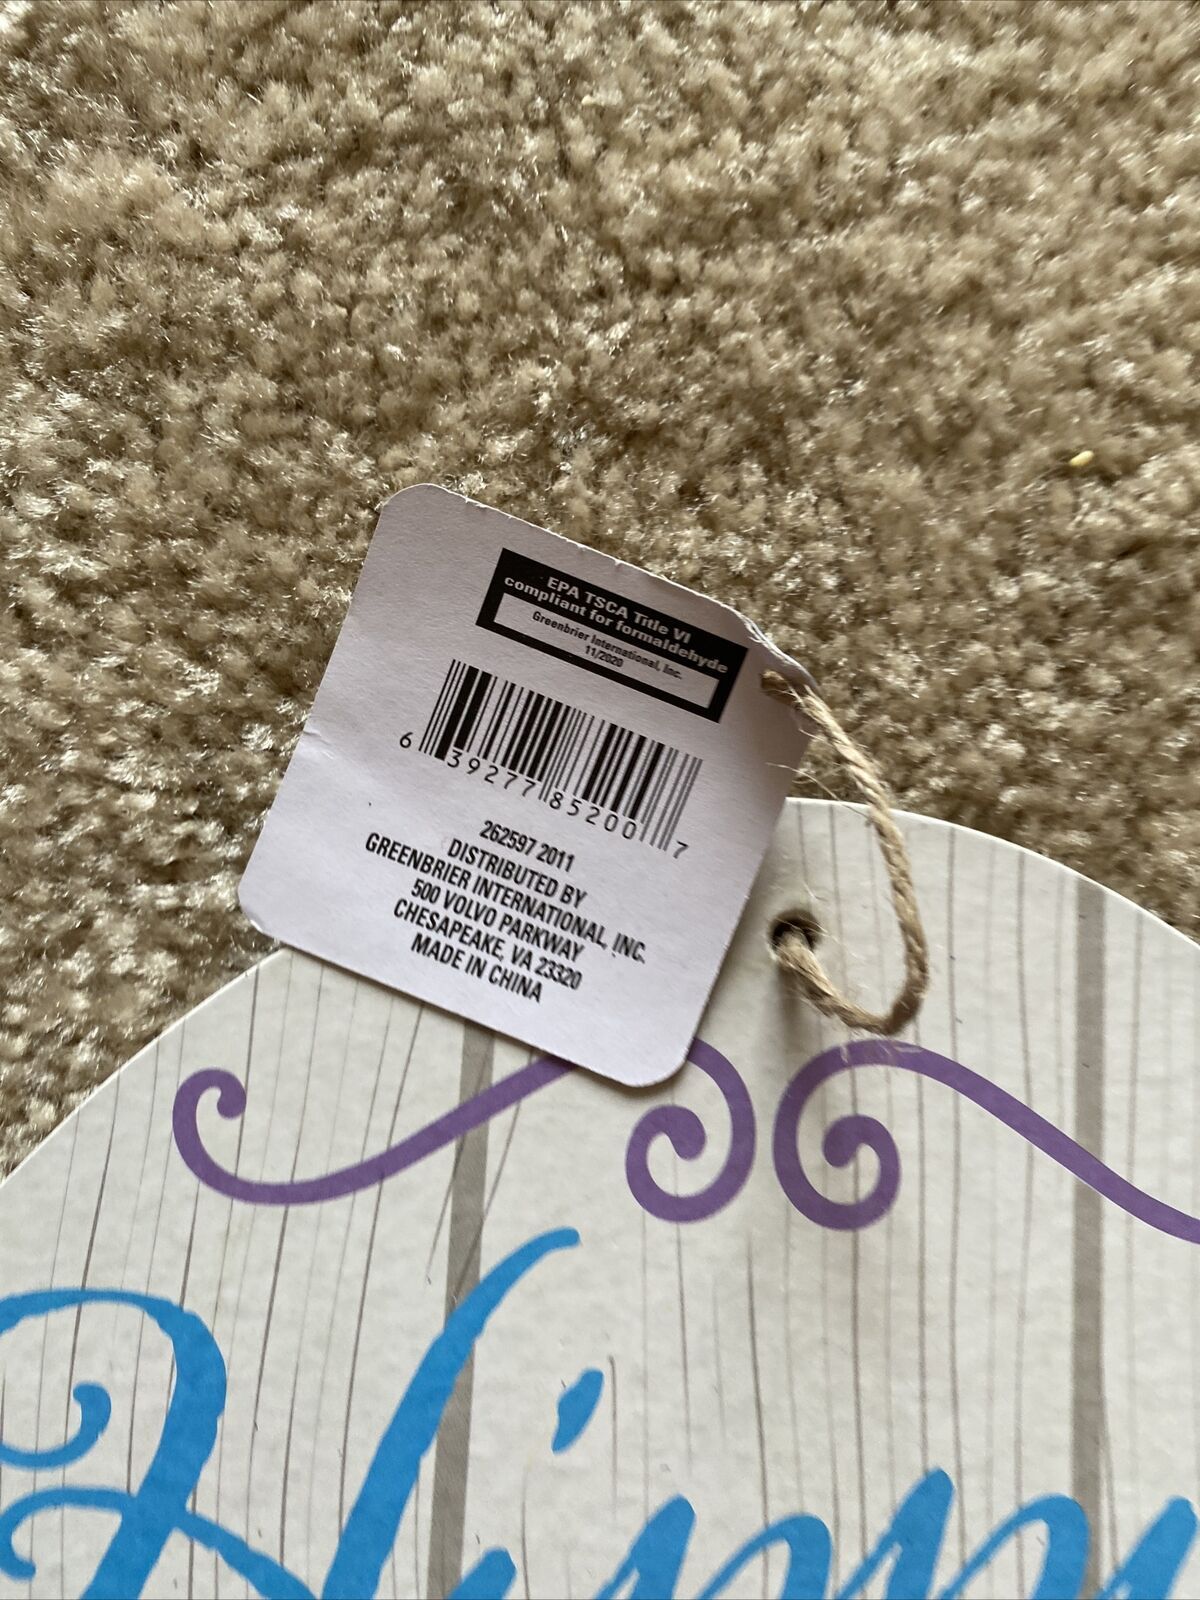 EPA TSCA Title VI
compliant for formaldehyde
Greenbrier International, Inc.
11/2020
6 39277 85200 7
262597 2011
DISTRIBUTED BY
GREENBRIER INTERNATIONAL, INC.
500 VOLVO PARKWAY
CHESAPEAKE, VA 23320
MADE IN CHINA